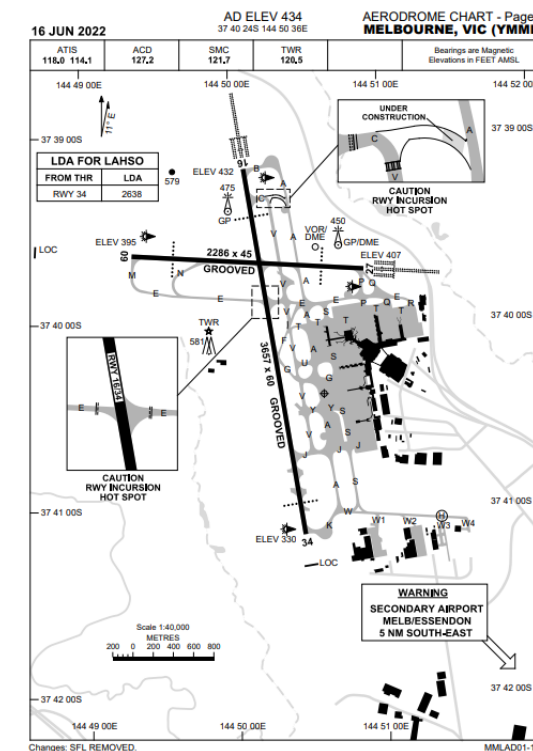 AD ELEV 434
AERODROME CHART - Page
16 JUN 2022
37 40 24S 144 50 36E
MELBOURNE, VIC (YMM
ATIS
118.0 114.1
ACD
127.2
SMC
121.7
TWR
120.5
Bearings are Magnetic
Elevations in FEET AMSL
144 49 00E
144 50 00E
144 51 00E
144 52 00
11° E
37 39 00S
37 39 00S
UNDER
CONSTRUCTION
C
A
V
CAUTION
RWY INCURSION
HOT SPOT
LDA FOR LAHSO
FROM THR
LDA
RWY 34
2638
579
ELEV 432
16
B
A
475
GP
C
V
A
VOR/
DME
450
GP/DME
LOC
ELEV 395
09
2286 x 45
GROOVED
ELEV 407
27
M
N
E
E
V
A
P
Q
E
E
P
Q
E
R
V
A
S
T
T
T
T
I
T
37 40 00S
37 40 00S
TWR
581
F
V
A
S
G
U
G
3657 x 60
GROOVED
V
Y
Y
S
V
A
S
J
J
J
RWY 16/34
E
E
CAUTION
RWY INCURSION
HOT SPOT
A
S
37 41 00S
37 41 00S
W
K
W1
W2
H
W3
W4
ELEV 330
34
LOC
WARNING
SECONDARY AIRPORT
MELB/ESSENDON
5 NM SOUTH-EAST
Scale 1:40,000
METRES
200 0 200 400 600 800
37 42 00S
37 42 00S
144 49 00E
144 50 00E
144 51 00E
Changes: SFL REMOVED.
MMLAD01-1